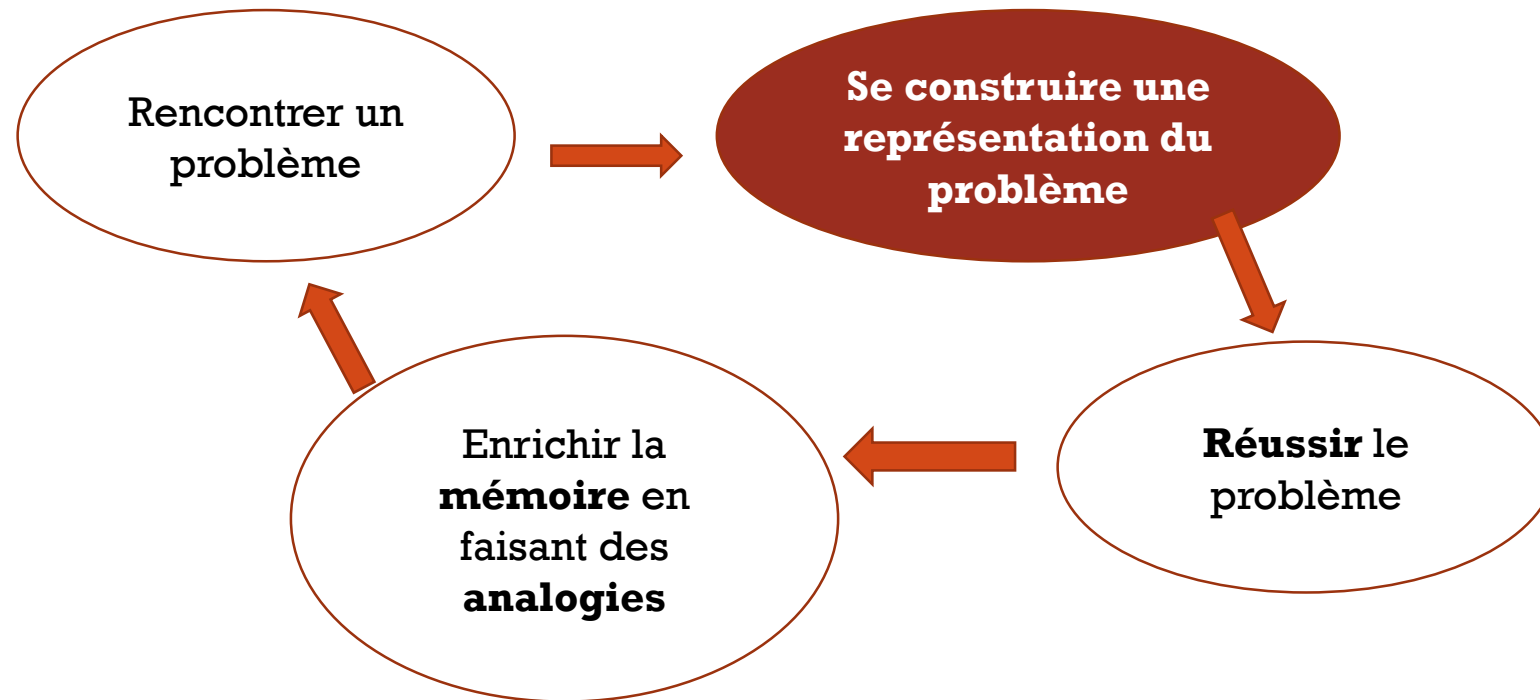 Rencontrer un
problème
Se construire une
représentation du
problème
Réussir le
problème
Enrichir la
mémoire en
faisant des
analogies